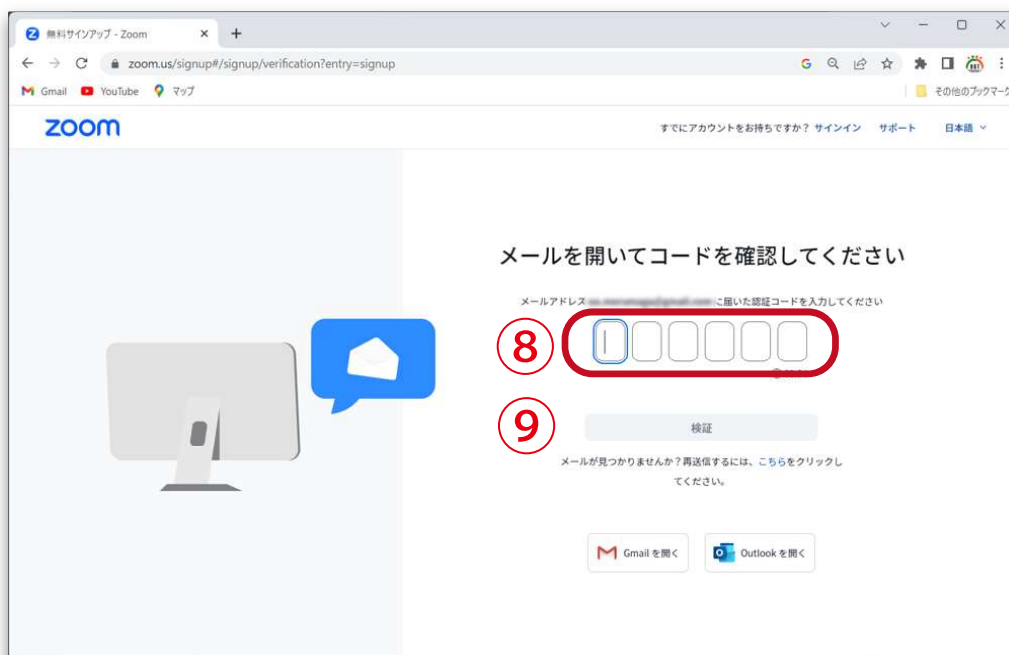 無料サインアップ - Zoom
zoom.us/signup#/signup/verification?entry=signup
Gmail YouTube マップ その他のブックマーク
zoom すでにアカウントをお持ちですか? サインイン サポート 日本語
メールを開いてコードを確認してください
メールアドレス に届いた認証コードを入力してください
⑧
⑨
検証
メールが見つかりませんか?再送信するには、こちらをクリックし
てください。
Gmail を開く Outlook を開く